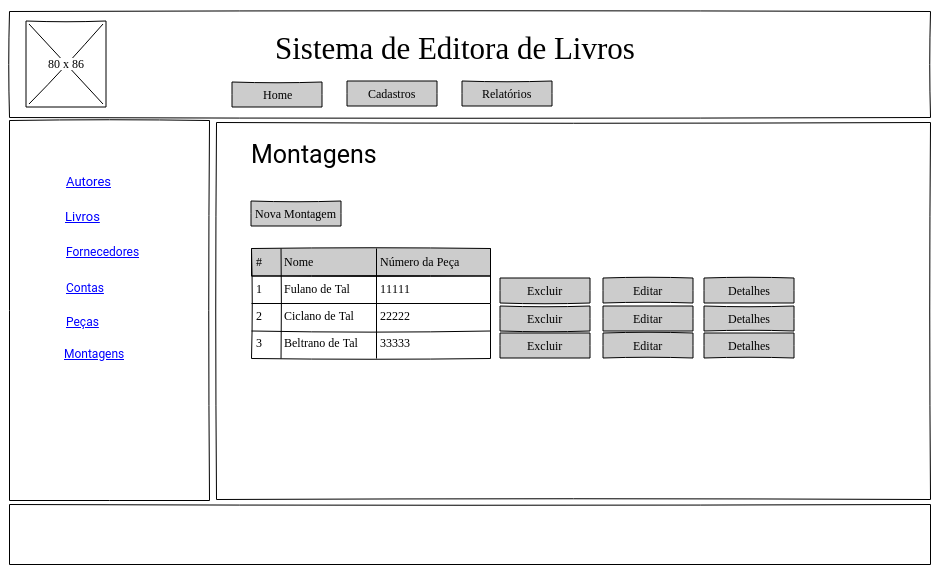 80 x 86
Sistema de Editora de Livros
Home
Cadastros
Relatórios
Autores
Livros
Fornecedores
Contas
Peças
Montagens
Montagens
Nova Montagem
# Nome Número da Peça
1 Fulano de Tal 11111 Excluir Editar Detalhes
2 Ciclano de Tal 22222 Excluir Editar Detalhes
3 Beltrano de Tal 33333 Excluir Editar Detalhes